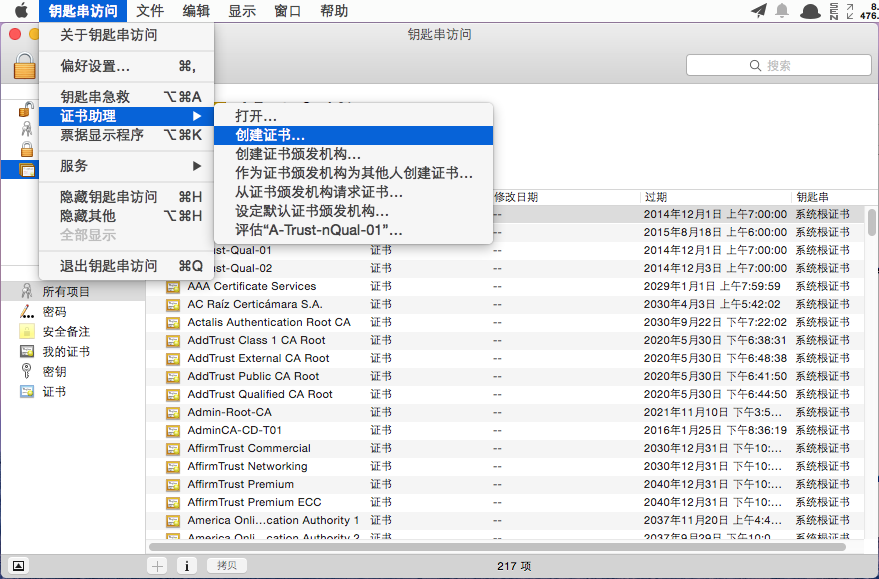 钥匙串访问 文件 编辑 显示 窗口 帮助
钥匙串访问
搜索
关于钥匙串访问
偏好设置… ⌘,
钥匙串急救 ⌥⌘A
证书助理 ▶
票据显示程序 ⌥⌘K
服务 ▶
隐藏钥匙串访问 ⌘H
隐藏其他 ⌥⌘H
全部显示
退出钥匙串访问 ⌘Q
打开…
创建证书…
创建证书颁发机构…
作为证书颁发机构为其他人创建证书…
从证书颁发机构请求证书…
设定默认证书颁发机构…
评估“A-Trust-nQual-01”…
所有项目
密码
安全备注
我的证书
密钥
证书
修改日期 过期 钥匙串
-- 2014年12月1日 上午7:00:00 系统根证书
-- 2015年8月18日 上午6:00:00 系统根证书
ust-Qual-01 证书 -- 2014年12月1日 上午7:00:00 系统根证书
ust-Qual-02 证书 -- 2014年12月3日 上午7:00:00 系统根证书
AAA Certificate Services 证书 -- 2029年1月1日 上午7:59:59 系统根证书
AC Raíz Certicámara S.A. 证书 -- 2030年4月3日 上午5:42:02 系统根证书
Actalis Authentication Root CA 证书 -- 2030年9月22日 下午7:22:02 系统根证书
AddTrust Class 1 CA Root 证书 -- 2020年5月30日 下午6:38:31 系统根证书
AddTrust External CA Root 证书 -- 2020年5月30日 下午6:48:38 系统根证书
AddTrust Public CA Root 证书 -- 2020年5月30日 下午6:41:50 系统根证书
AddTrust Qualified CA Root 证书 -- 2020年5月30日 下午6:44:50 系统根证书
Admin-Root-CA 证书 -- 2021年11月10日 下午3:5… 系统根证书
AdminCA-CD-T01 证书 -- 2016年1月25日 下午8:36:19 系统根证书
AffirmTrust Commercial 证书 -- 2030年12月31日 下午10:… 系统根证书
AffirmTrust Networking 证书 -- 2030年12月31日 下午10:… 系统根证书
AffirmTrust Premium 证书 -- 2040年12月31日 下午10:… 系统根证书
AffirmTrust Premium ECC 证书 -- 2040年12月31日 下午10:… 系统根证书
America Onli…cation Authority 1 证书 -- 2037年11月20日 上午4:4… 系统根证书
America Onli…cation Authority 2 证书 -- 2037年9月29日 下午10:0… 系统根证书
拷贝
217 项